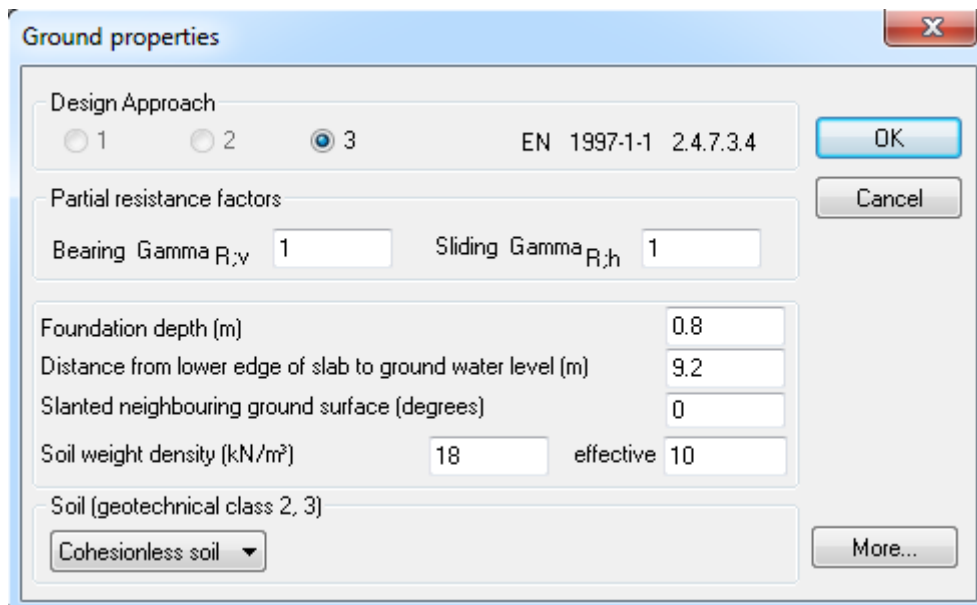 Ground properties
Design Approach
1 2 3 EN 1997-1-1 2.4.7.3.4
OK
Partial resistance factors
Cancel
Bearing Gamma R;v 1 Sliding Gamma R;h 1
Foundation depth (m) 0.8
Distance from lower edge of slab to ground water level (m) 9.2
Slanted neighbouring ground surface (degrees) 0
Soil weight density (kN/m³) 18 effective 10
Soil (geotechnical class 2, 3)
Cohesionless soil
More...